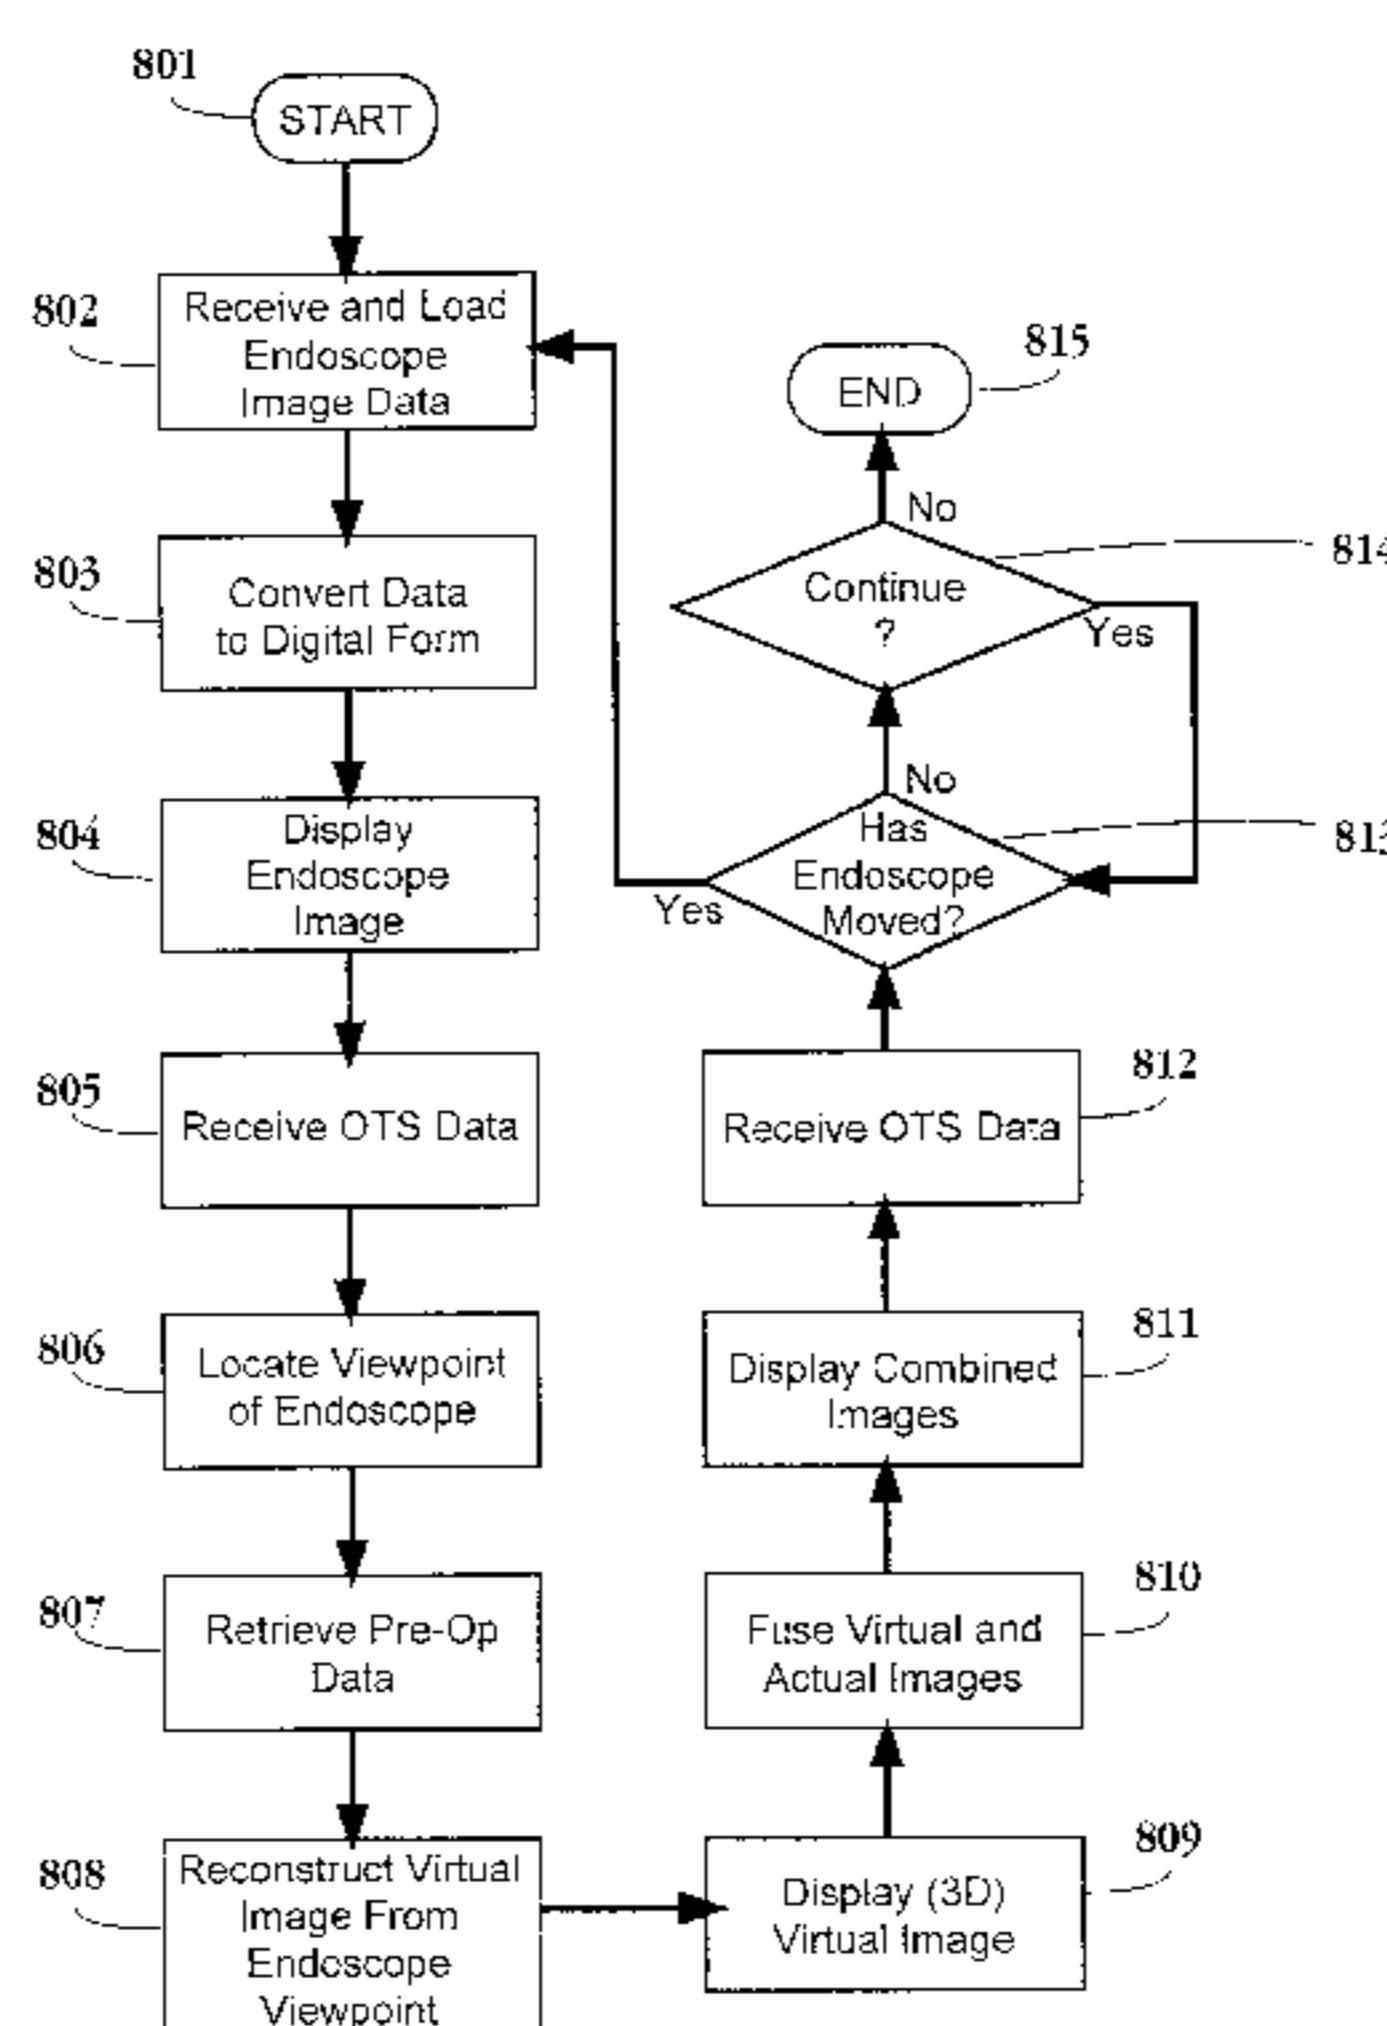 801
START
802
Receive and Load
Endoscope
Image Data
803
Convert Data
to Digital Form
804
Display
Endoscope
Image
805
Receive OTS Data
806
Locate Viewpoint
of Endoscope
807
Retrieve Pre-Op
Data
808
Reconstruct Virtual
Image From
Endoscope
Viewpoint
809
Display (3D)
Virtual Image
810
Fuse Virtual and
Actual Images
811
Display Combined
Images
812
Receive OTS Data
813
Has
Endoscope
Moved?
Yes
No
814
Continue
?
Yes
No
815
END